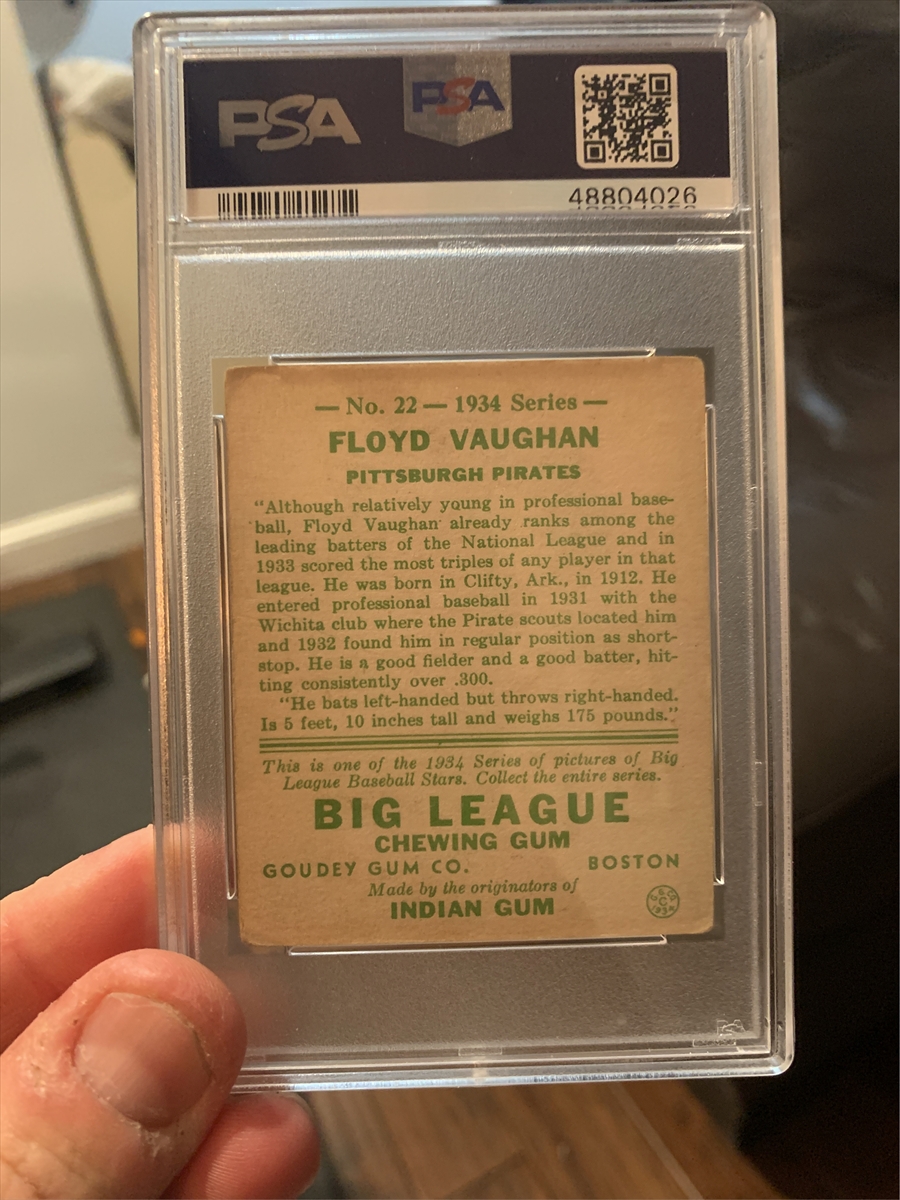 PSA
PSA
48804026
— No. 22 — 1934 Series —
FLOYD VAUGHAN
PITTSBURGH PIRATES
"Although relatively young in professional base-
ball, Floyd Vaughan already ranks among the
leading batters of the National League and in
1933 scored the most triples of any player in that
league. He was born in Clifty, Ark., in 1912. He
entered professional baseball in 1931 with the
Wichita club where the Pirate scouts located him
and 1932 found him in regular position as short-
stop. He is a good fielder and a good batter, hit-
ting consistently over .300.
"He bats left-handed but throws right-handed.
Is 5 feet, 10 inches tall and weighs 175 pounds."
This is one of the 1934 Series of pictures of Big
League Baseball Stars. Collect the entire series.
BIG LEAGUE
CHEWING GUM
GOUDEY GUM CO. BOSTON
Made by the originators of
INDIAN GUM
PSA